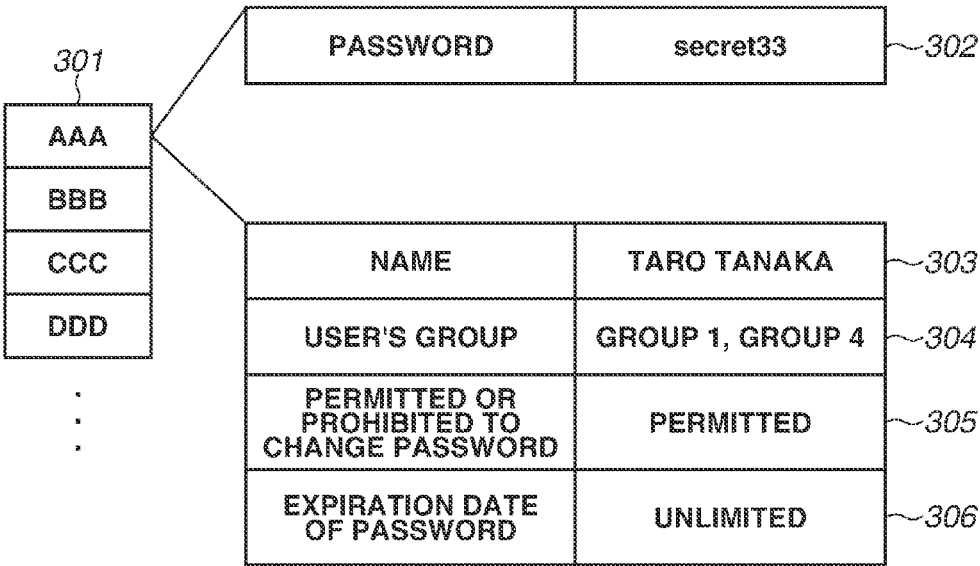 PASSWORD secret33 302
301
AAA
BBB
CCC
DDD
NAME TARO TANAKA 303
USER'S GROUP GROUP 1, GROUP 4 304
PERMITTED OR
PROHIBITED TO
CHANGE PASSWORD
PERMITTED 305
EXPIRATION DATE
OF PASSWORD
UNLIMITED 306